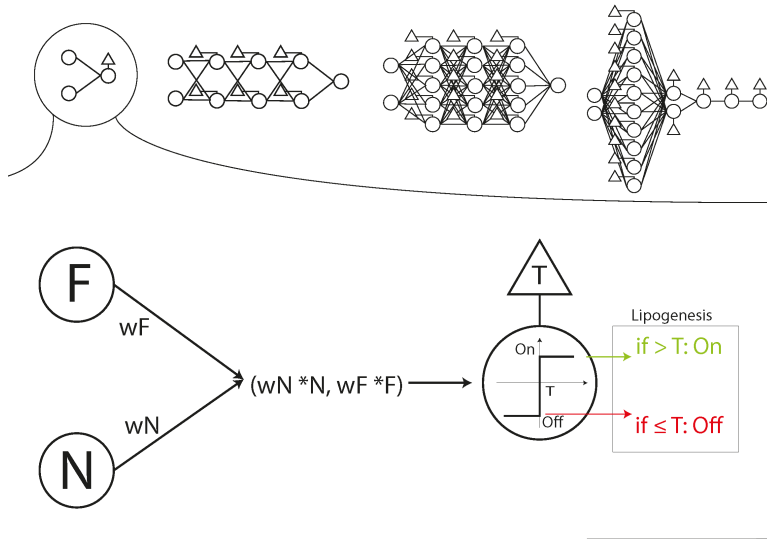 F
wF
(wN *N, wF *F)
wN
N
T
On
T
Off
Lipogenesis
if > T: On
if ≤ T: Off